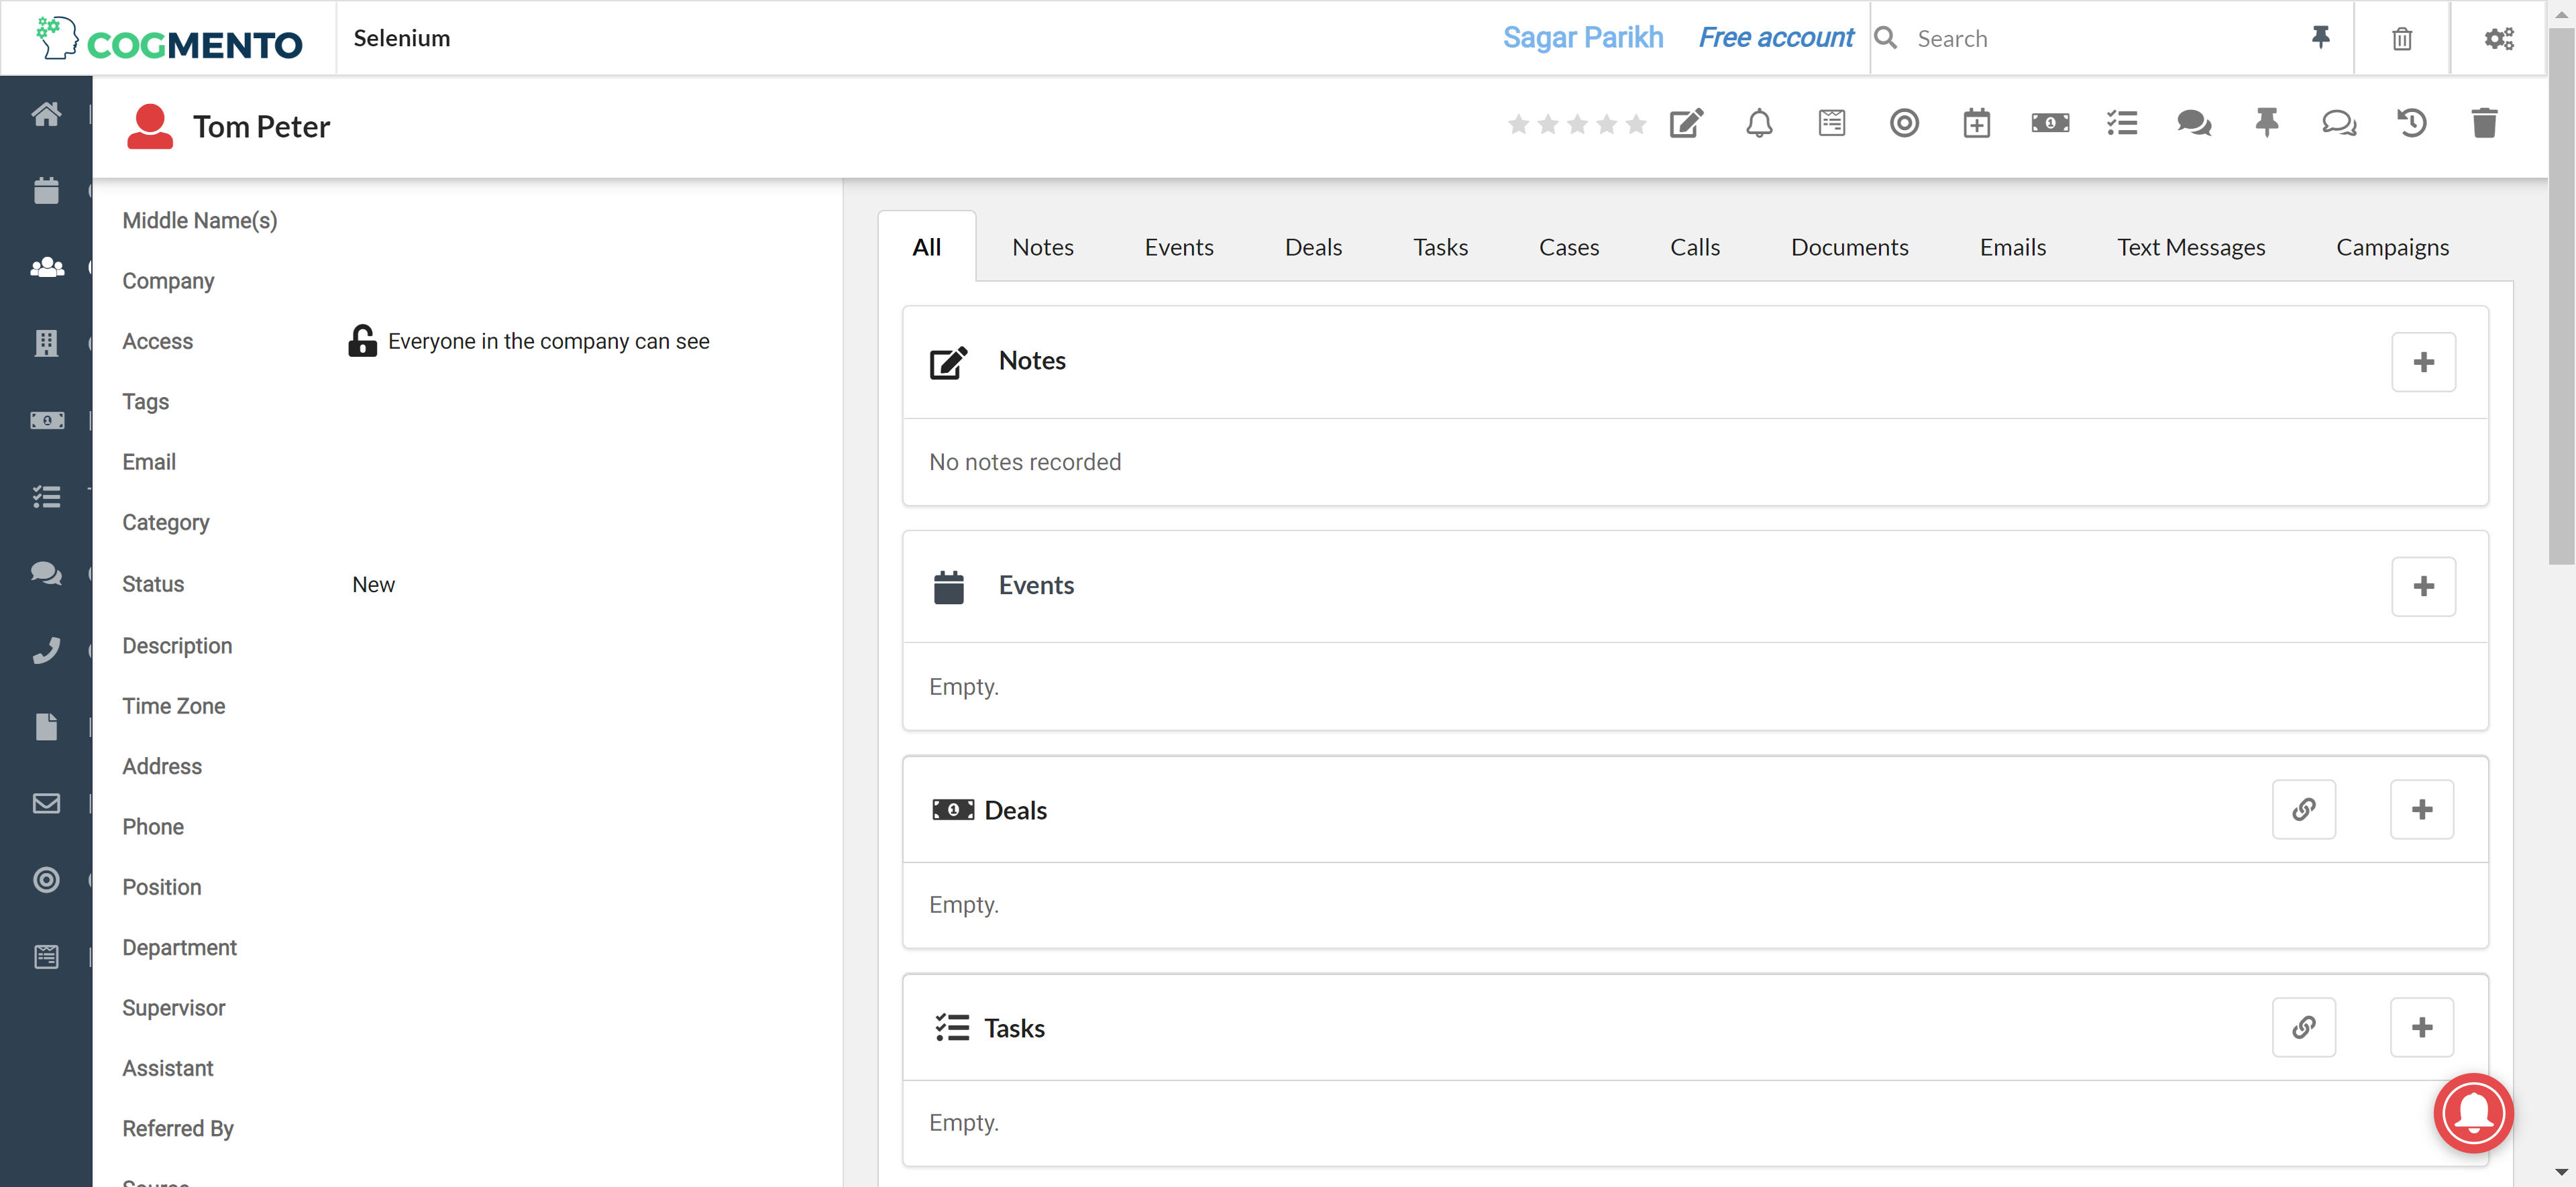 COGMENTO
Selenium
Sagar Parikh
Free account
Search
Tom Peter
Middle Name(s)
Company
Access
Everyone in the company can see
Tags
Email
Category
Status
New
Description
Time Zone
Address
Phone
Position
Department
Supervisor
Assistant
Referred By
All
Notes
Events
Deals
Tasks
Cases
Calls
Documents
Emails
Text Messages
Campaigns
Notes
No notes recorded
Events
Empty.
Deals
Empty.
Tasks
Empty.